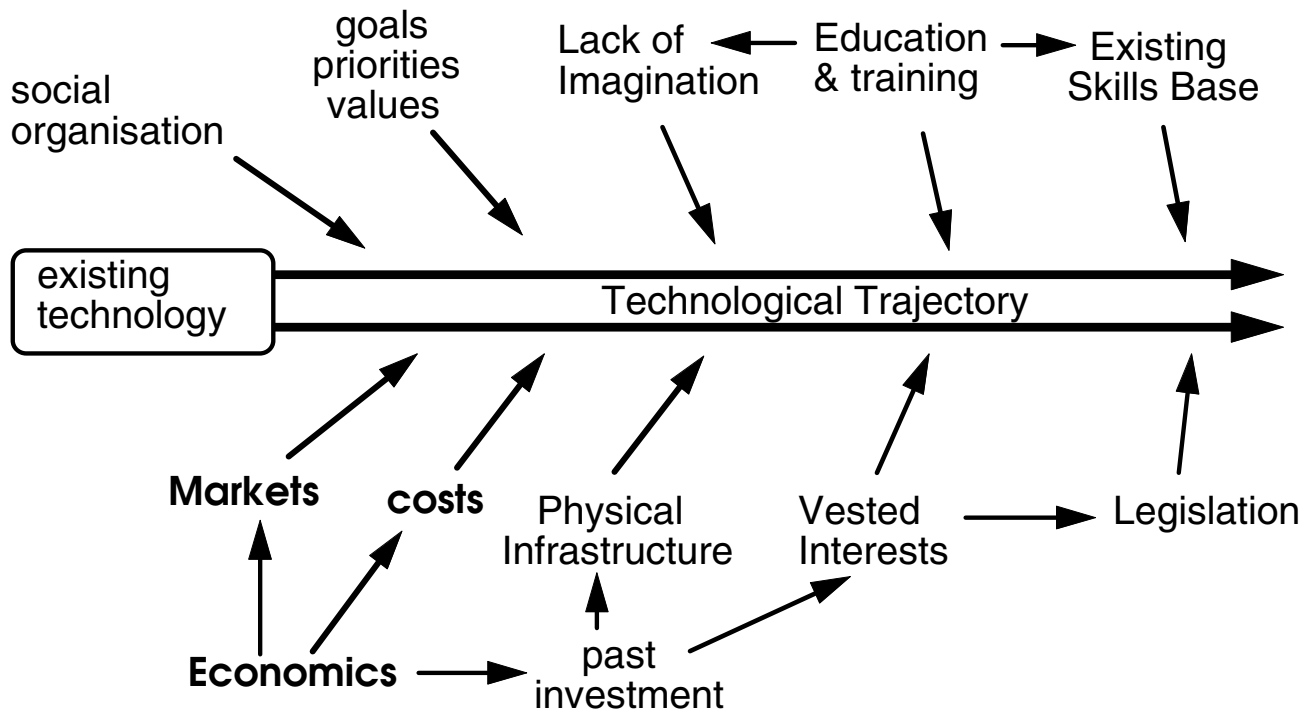 social
organisation
goals
priorities
values
Lack of
Imagination
Education
& training
Existing
Skills Base
existing
technology
Technological Trajectory
Markets
costs
Physical
Infrastructure
Vested
Interests
Legislation
Economics
past
investment